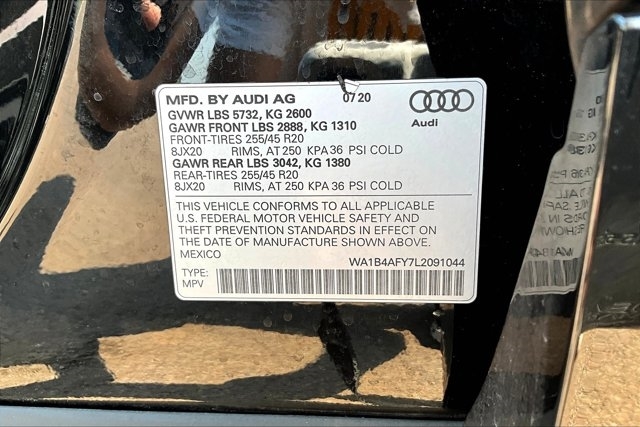 MFD. BY AUDI AG 07 20
GVWR LBS 5732, KG 2600
GAWR FRONT LBS 2888, KG 1310
FRONT-TIRES 255/45 R20
8JX20 RIMS, AT 250 KPA 36 PSI COLD
GAWR REAR LBS 3042, KG 1380
REAR-TIRES 255/45 R20
8JX20 RIMS, AT 250 KPA 36 PSI COLD
Audi
THIS VEHICLE CONFORMS TO ALL APPLICABLE
U.S. FEDERAL MOTOR VEHICLE SAFETY AND
THEFT PREVENTION STANDARDS IN EFFECT ON
THE DATE OF MANUFACTURE SHOWN ABOVE.
MEXICO
WA1B4AFY7L2091044
TYPE:
MPV